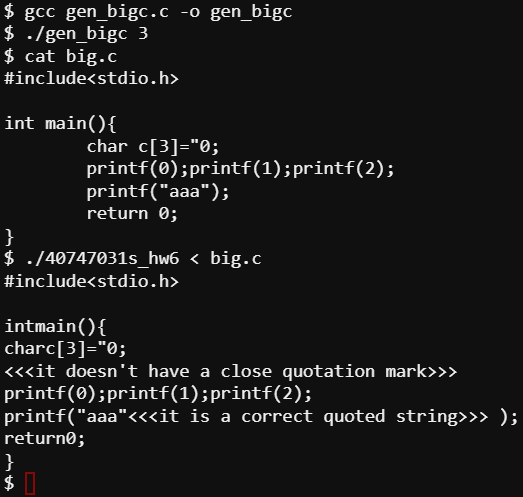 $ gcc gen_bigc.c -o gen_bigc
$ ./gen_bigc 3
$ cat big.c
#include<stdio.h>

int main(){
        char c[3]="0;
        printf(0);printf(1);printf(2);
        printf("aaa");
        return 0;
}
$ ./40747031s_hw6 < big.c
#include<stdio.h>

intmain(){
charc[3]="0;
<<<it doesn't have a close quotation mark>>>
printf(0);printf(1);printf(2);
printf("aaa"<<<it is a correct quoted string>>> );
return0;
}
$